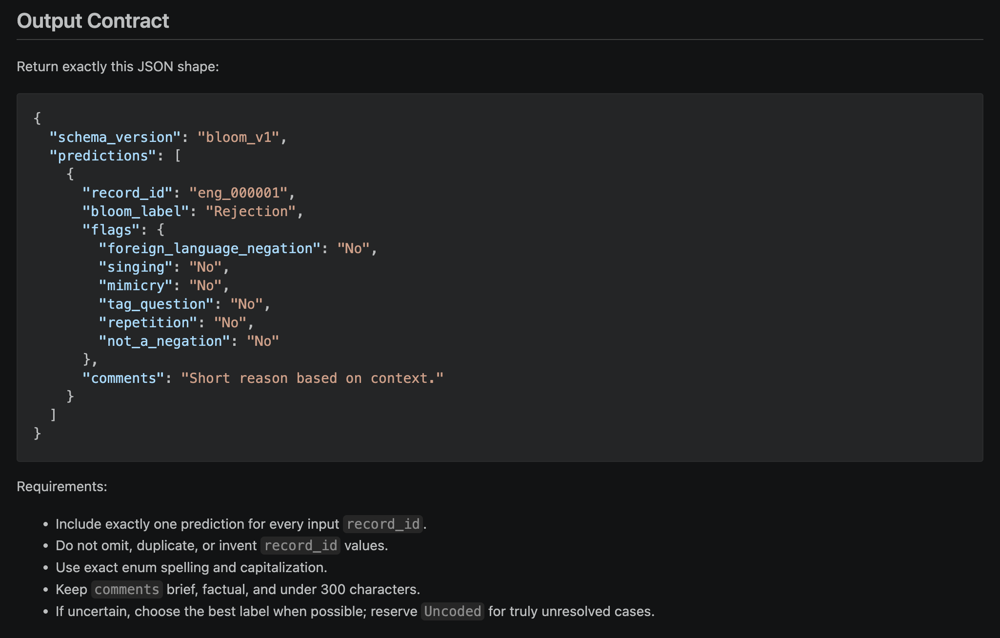 Output Contract
Return exactly this JSON shape:
{
  "schema_version": "bloom_v1",
  "predictions": [
    {
      "record_id": "eng_000001",
      "bloom_label": "Rejection",
      "flags": {
        "foreign_language_negation": "No",
        "singing": "No",
        "mimicry": "No",
        "tag_question": "No",
        "repetition": "No",
        "not_a_negation": "No"
      },
      "comments": "Short reason based on context."
    }
  ]
}
Requirements:
• Include exactly one prediction for every input record_id.
• Do not omit, duplicate, or invent record_id values.
• Use exact enum spelling and capitalization.
• Keep comments brief, factual, and under 300 characters.
• If uncertain, choose the best label when possible; reserve Uncoded for truly unresolved cases.